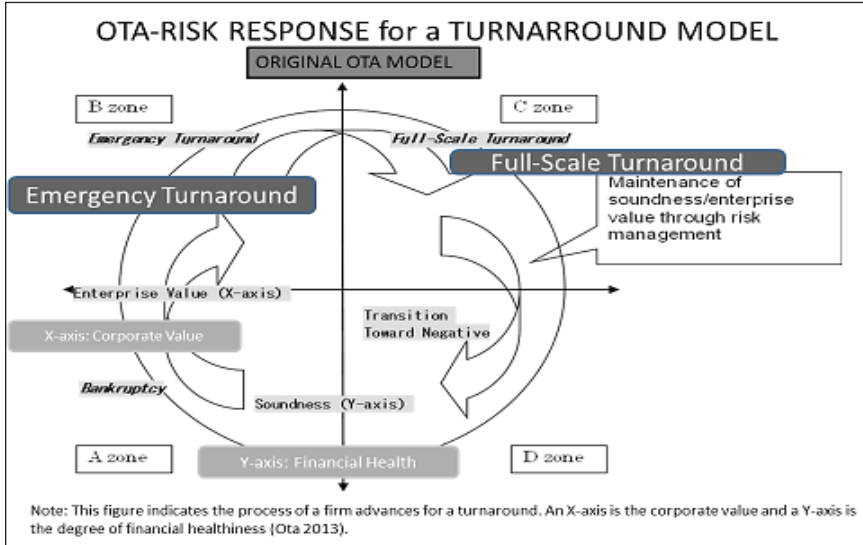 OTA-RISK RESPONSE for a TURNARROUND MODEL
ORIGINAL OTA MODEL
B zone
C zone
Emergency Turnaround
Full-Scale Turnaround
Full-Scale Turnaround
Emergency Turnaround
Maintenance of
soundness/enterprise
value through risk
management
Enterprise Value (X-axis)
Transition
Toward Negative
X-axis: Corporate Value
Bankruptcy
Soundness (Y-axis)
A zone
Y-axis: Financial Health
D zone
Note: This figure indicates the process of a firm advances for a turnaround. An X-axis is the corporate value and a Y-axis is
the degree of financial healthiness (Ota 2013).